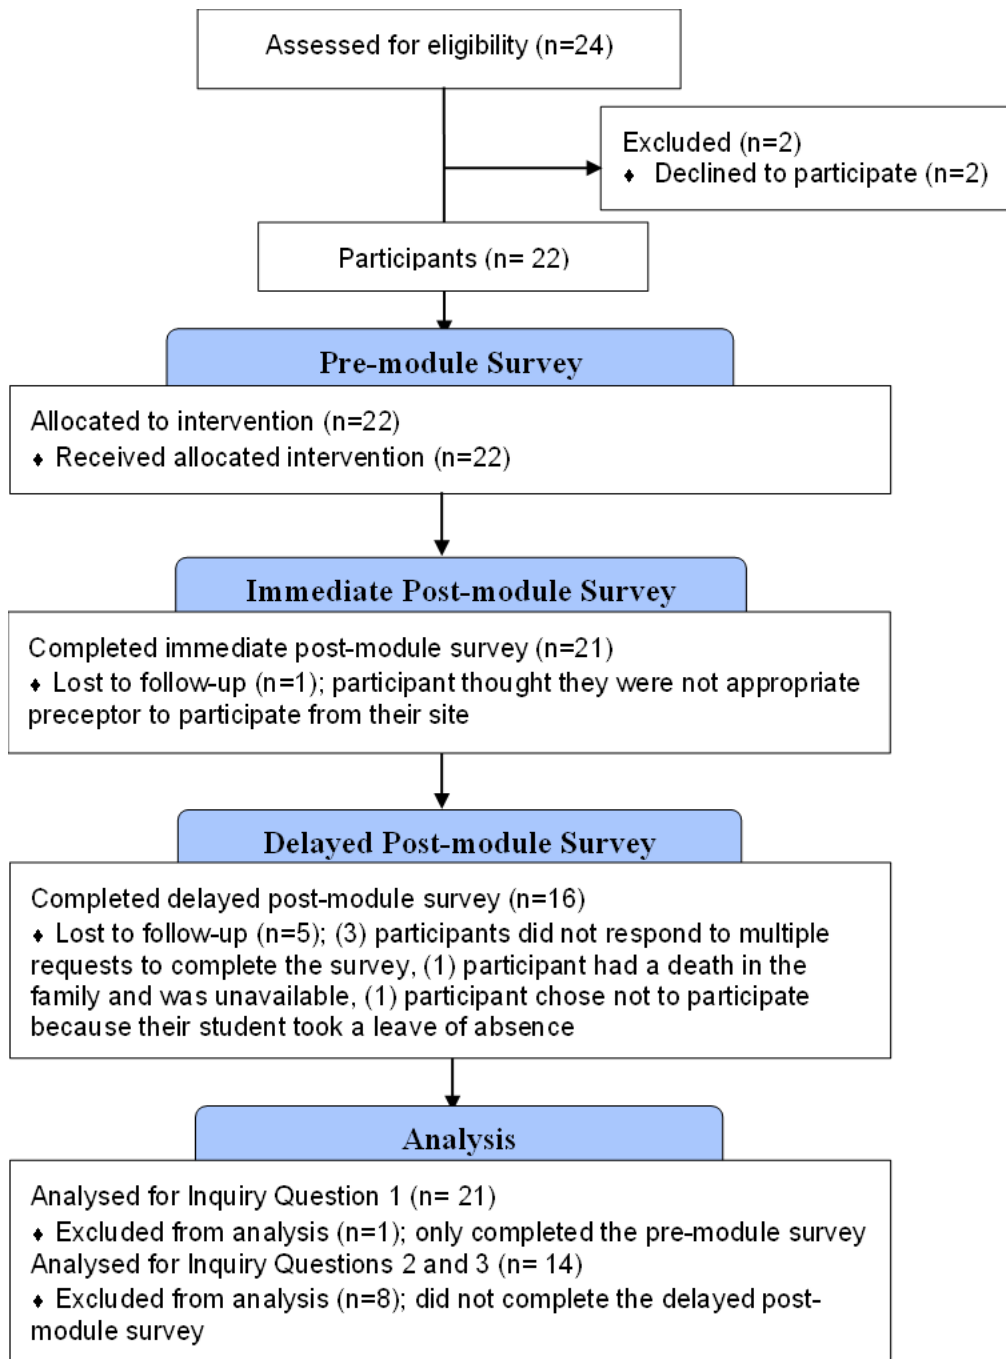 Assessed for eligibility (n=24)
Excluded (n=2)
♦ Declined to participate (n=2)
Participants (n= 22)
Pre-module Survey
Allocated to intervention (n=22)
♦ Received allocated intervention (n=22)
Immediate Post-module Survey
Completed immediate post-module survey (n=21)
♦ Lost to follow-up (n=1); participant thought they were not appropriate
preceptor to participate from their site
Delayed Post-module Survey
Completed delayed post-module survey (n=16)
♦ Lost to follow-up (n=5); (3) participants did not respond to multiple
requests to complete the survey, (1) participant had a death in the
family and was unavailable, (1) participant chose not to participate
because their student took a leave of absence
Analysis
Analysed for Inquiry Question 1 (n= 21)
♦ Excluded from analysis (n=1); only completed the pre-module survey
Analysed for Inquiry Questions 2 and 3 (n= 14)
♦ Excluded from analysis (n=8); did not complete the delayed post-
module survey